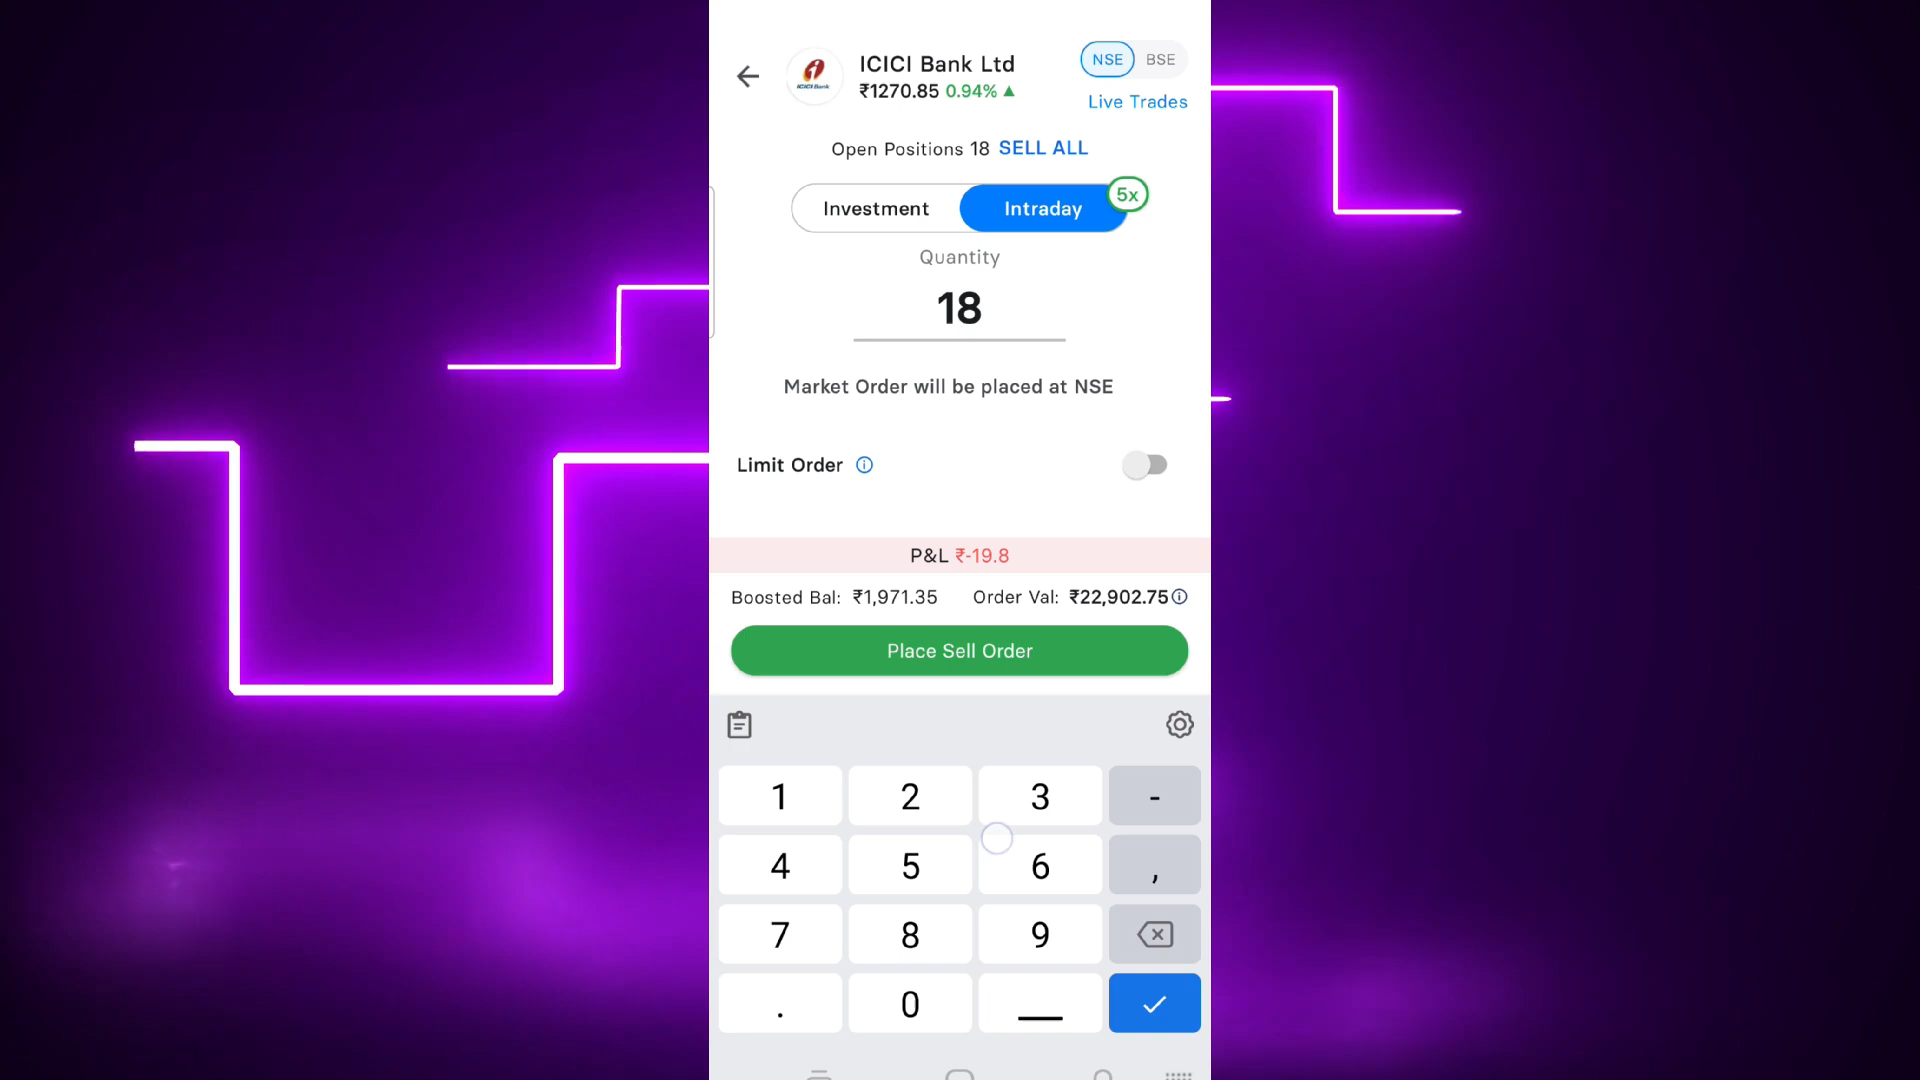 ICICI Bank Ltd
₹1270.85 0.94% ▲
NSE BSE
Live Trades
ICICI Bank
Open Positions 18 SELL ALL
Investment Intraday 5x
Quantity
18
Market Order will be placed at NSE
Limit Order
P&L ₹-19.8
Boosted Bal: ₹1,971.35 Order Val: ₹22,902.75
Place Sell Order
1 2 3 -
4 5 6 ,
7 8 9
. 0